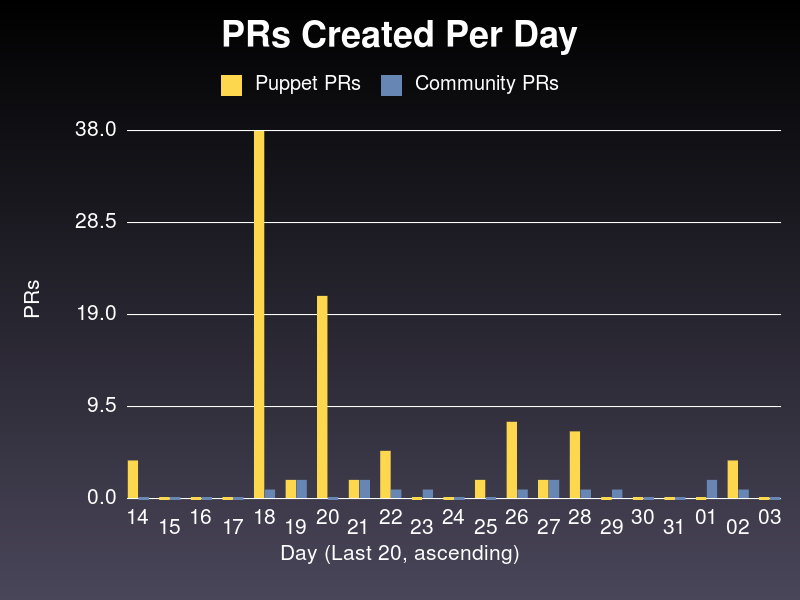 PRs Created Per Day
Puppet PRs Community PRs
38.0
28.5
19.0
9.5
0.0
PRs
14 15 16 17 18 19 20 21 22 23 24 25 26 27 28 29 30 31 01 02 03
Day (Last 20, ascending)